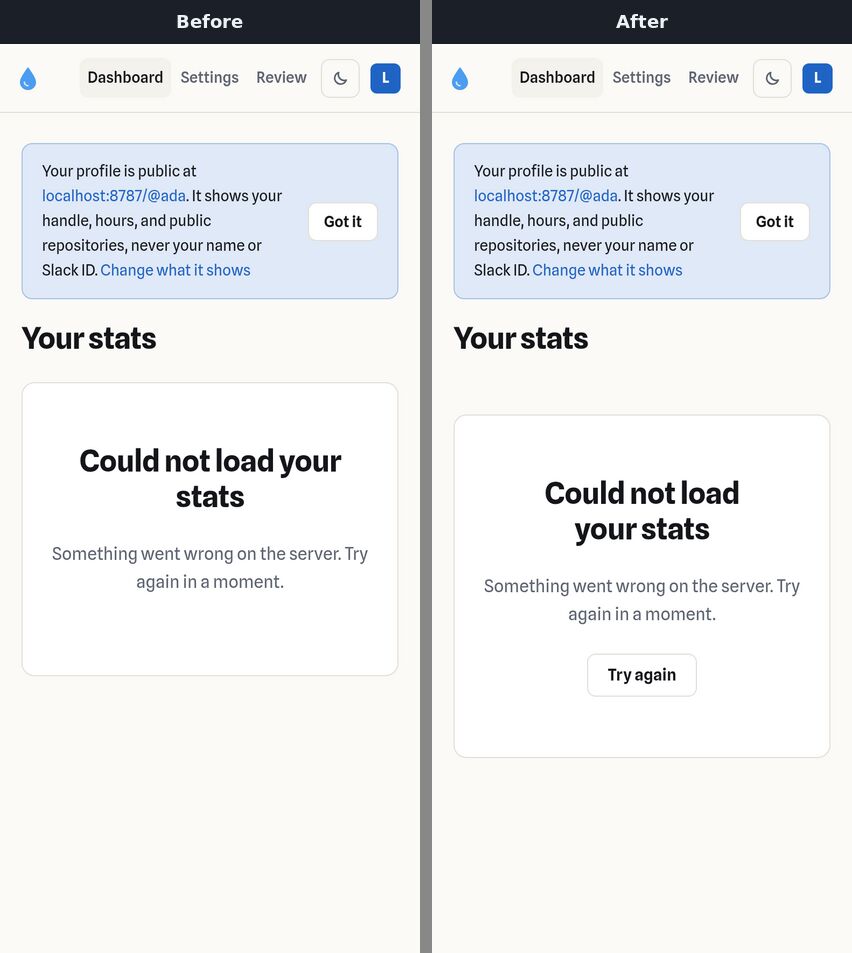 Before
Dashboard Settings Review L
Your profile is public at
localhost:8787/@ada. It shows your
handle, hours, and public
repositories, never your name or
Slack ID. Change what it shows
Got it
Your stats
Could not load your
stats
Something went wrong on the server. Try
again in a moment.
After
Dashboard Settings Review L
Your profile is public at
localhost:8787/@ada. It shows your
handle, hours, and public
repositories, never your name or
Slack ID. Change what it shows
Got it
Your stats
Could not load
your stats
Something went wrong on the server. Try
again in a moment.
Try again